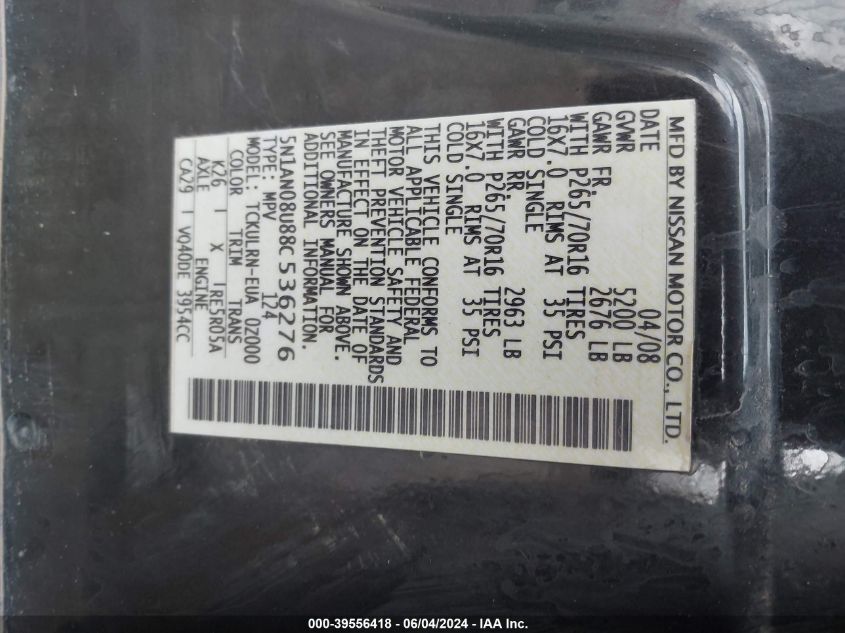 MFD BY NISSAN MOTOR CO., LTD.
DATE 04/08
GVWR 5200 LB
GAWR FR. 2676 LB
WITH P265/70R16 TIRES
16X7.0 RIMS AT 35 PSI
COLD SINGLE
GAWR RR. 2963 LB
WITH P265/70R16 TIRES
16X7.0 RIMS AT 35 PSI
COLD SINGLE
THIS VEHICLE CONFORMS TO
ALL APPLICABLE FEDERAL
MOTOR VEHICLE SAFETY AND
THEFT PREVENTION STANDARDS
IN EFFECT ON THE DATE OF
MANUFACTURE SHOWN ABOVE.
SEE OWNERS MANUAL FOR
ADDITIONAL INFORMATION.
5N1AN08U88C536276
TYPE: MPV 124
MODEL: TCKULRN-EUA 0Z000
COLOR TRIM TRANS
K26 X RE5R05A
AXLE ENGINE
CA29 VQ40DE 3954CC
000-39556418 - 06/04/2024 - IAA Inc.